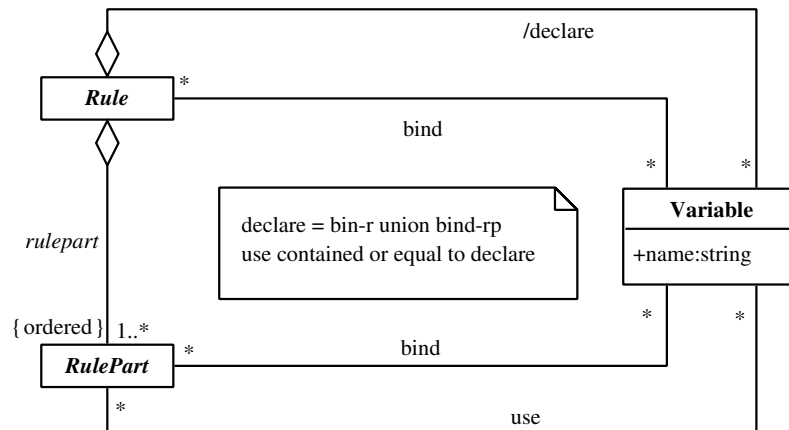 /declare
*
Rule
bind
*
*
declare = bin-r union bind-rp
use contained or equal to declare
Variable
+name:string
rulepart
*
*
{ordered}
1..*
*
bind
RulePart
*
use